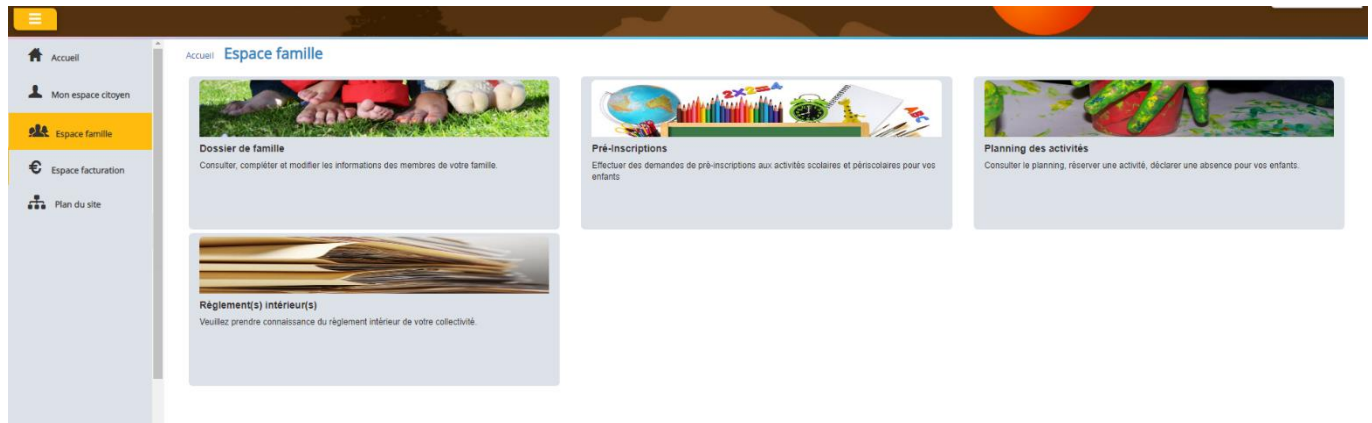 Accueil
Mon espace citoyen
Espace famille
Espace facturation
Plan du site
Accueil Espace famille
Dossier de famille
Consulter, compléter et modifier les informations des membres de votre famille.
2x2=4
ABC
Pré-inscriptions
Effectuer des demandes de pré-inscriptions aux activités scolaires et périscolaires pour vos
enfants
Planning des activités
Consulter le planning, réserver une activité, déclarer une absence pour vos enfants.
Règlement(s) intérieur(s)
Veuillez prendre connaissance du règlement intérieur de votre collectivité.